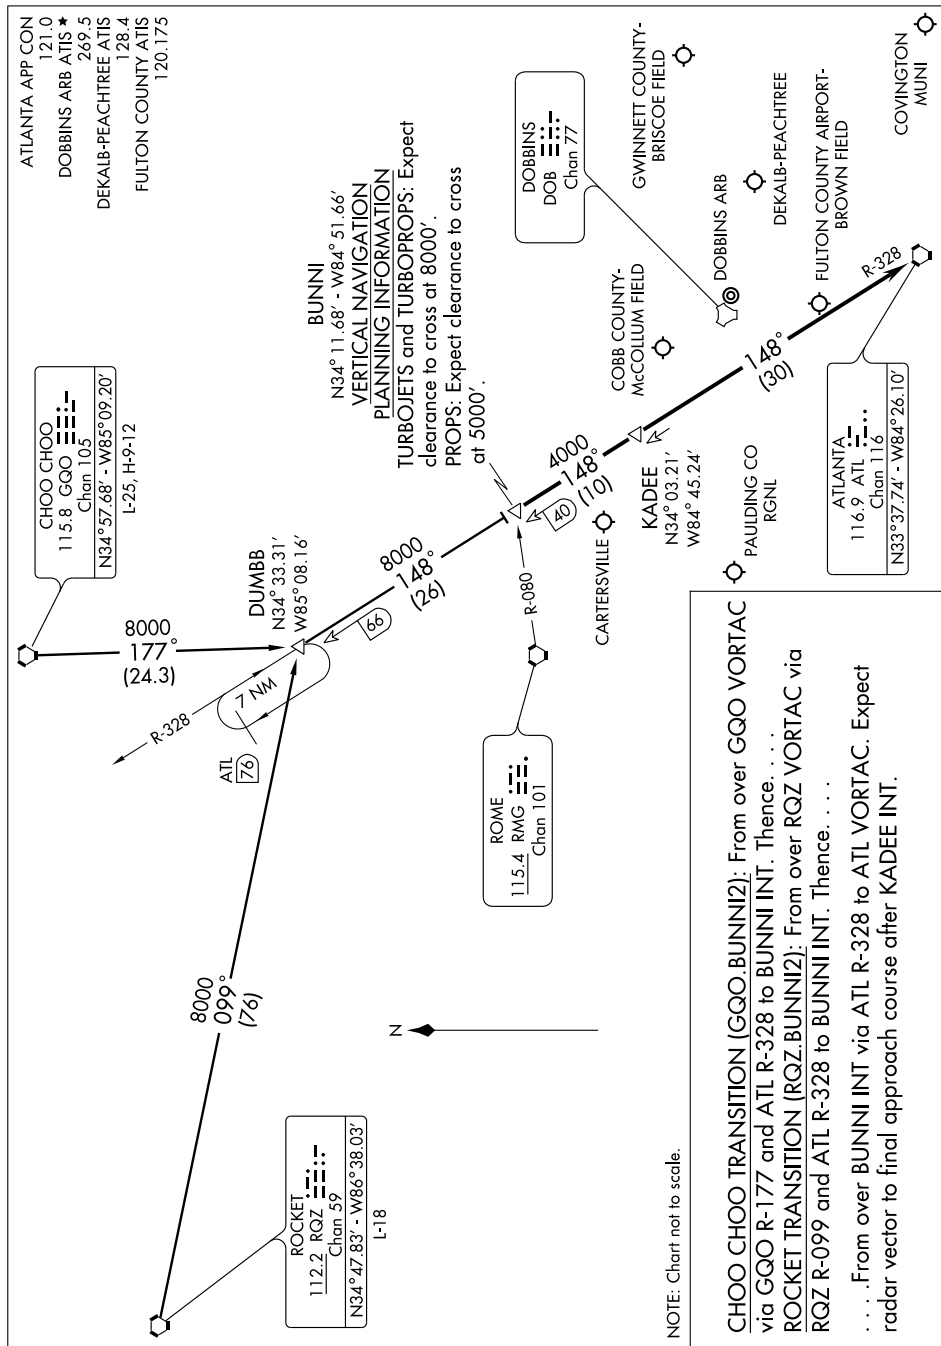 ATLANTA APP CON
121.0
DOBBINS ARB ATIS ★
269.5
DEKALB-PEACHTREE ATIS
128.4
FULTON COUNTY ATIS
120.175
CHOO CHOO
115.8 GQO
Chan 105
N34°57.68' - W85°09.20'
L-25, H-9-12
8000
177°
(24.3)
DUMBB
N34° 33.31'
W85° 08.16'
R-328
7 NM
ATL
76
66
8000
148°
(26)
8000
099°
(76)
ROCKET
112.2 RQZ
Chan 59
N34°47.83' - W86°38.03'
L-18
N
BUNNI
N34° 11.68' - W84° 51.66'
VERTICAL NAVIGATION
PLANNING INFORMATION
TURBOJETS and TURBOPROPS: Expect
clearance to cross at 8000'.
PROPS: Expect clearance to cross
at 5000'.
ROME
115.4 RMG
Chan 101
R-080
40
4000
148°
(10)
CARTERSVILLE
KADEE
N34° 03.21'
W84° 45.24'
PAULDING CO
RGNL
COBB COUNTY-
McCOLLUM FIELD
DOBBINS
DOB
Chan 77
GWINNETT COUNTY-
BRISCOE FIELD
DOBBINS ARB
DEKALB-PEACHTREE
FULTON COUNTY AIRPORT-
BROWN FIELD
COVINGTON
MUNI
148°
(30)
R-328
ATLANTA
116.9 ATL
Chan 116
N33°37.74' - W84°26.10'
NOTE: Chart not to scale.
CHOO CHOO TRANSITION (GQO.BUNNI2): From over GQO VORTAC
via GQO R-177 and ATL R-328 to BUNNI INT. Thence. . . .
ROCKET TRANSITION (RQZ.BUNNI2): From over RQZ VORTAC via
RQZ R-099 and ATL R-328 to BUNNI INT. Thence. . . .
. . . .From over BUNNI INT via ATL R-328 to ATL VORTAC. Expect
radar vector to final approach course after KADEE INT.